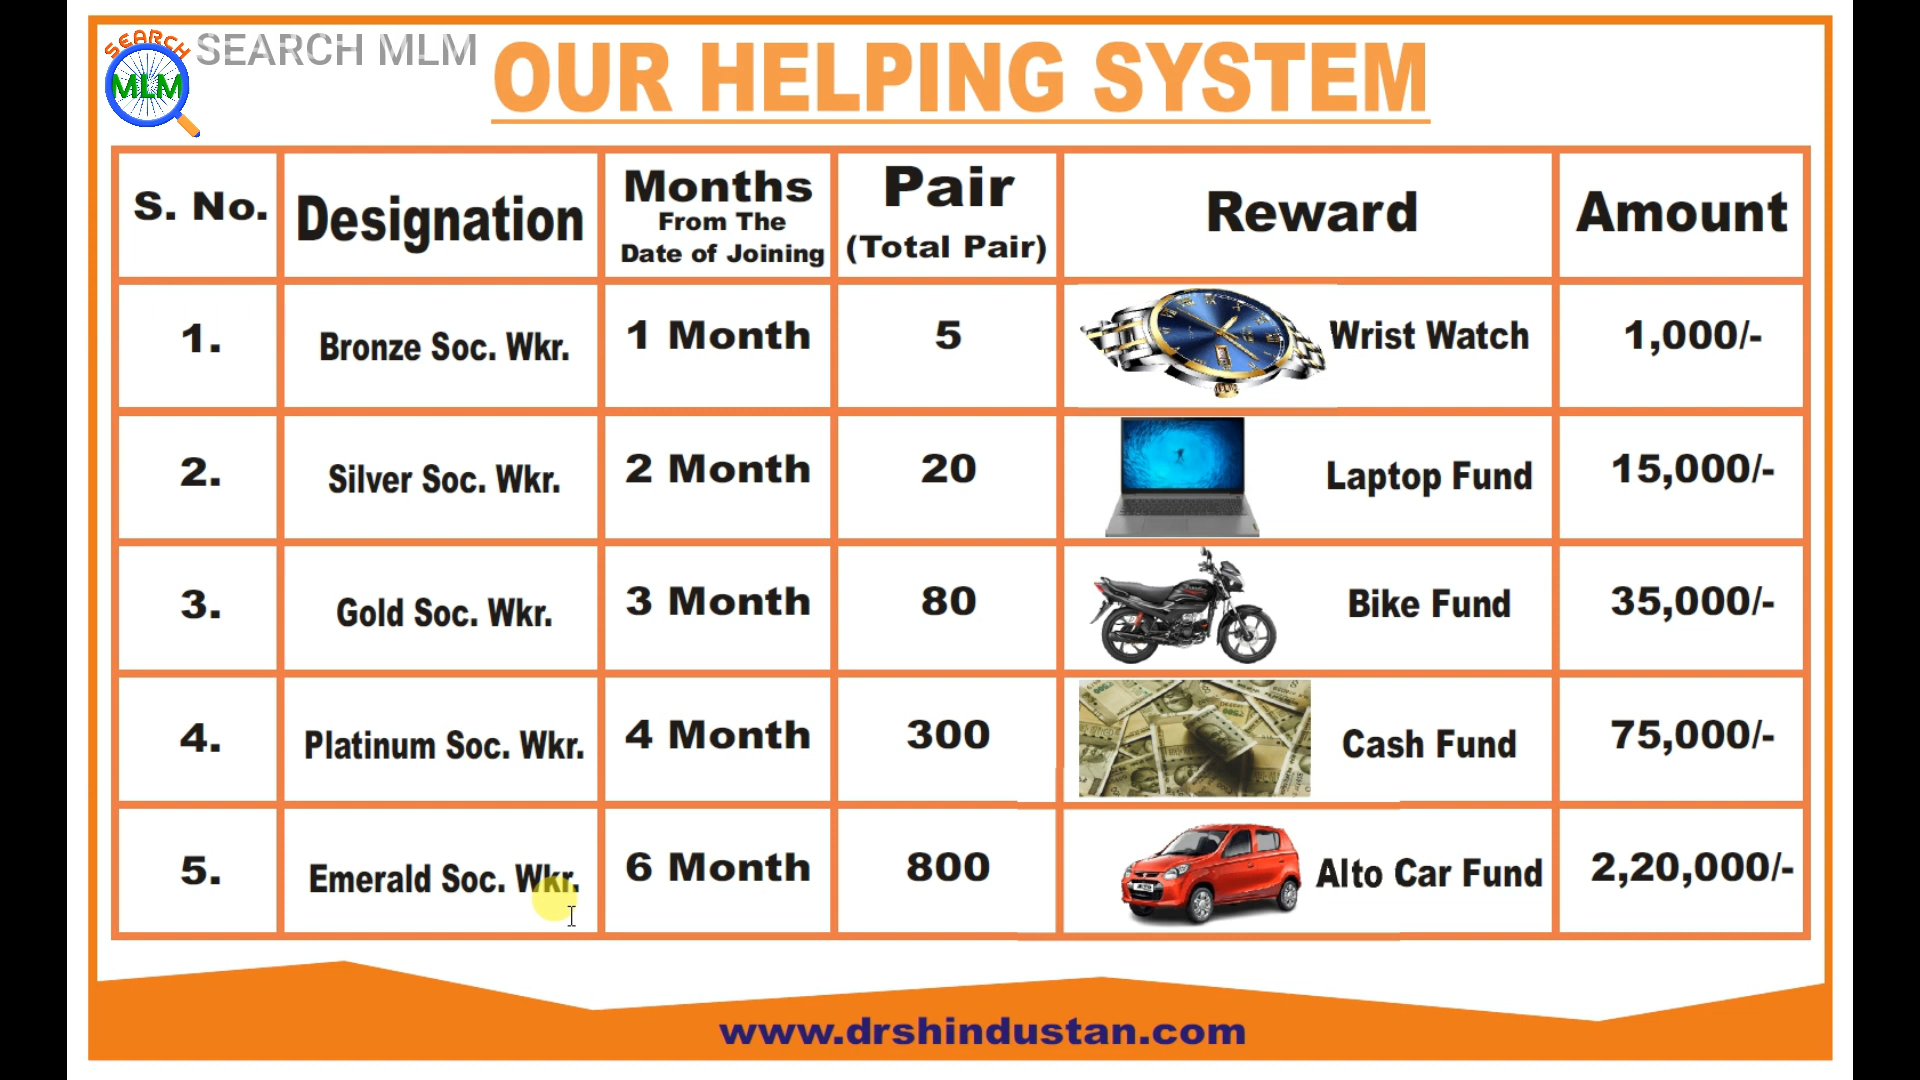 SEARCH
MLM
SEARCH MLM
OUR HELPING SYSTEM
S. No.
Designation
Months
From The
Date of Joining
Pair
(Total Pair)
Reward
Amount
1.
Bronze Soc. Wkr.
1 Month
5
Wrist Watch
1,000/-
2.
Silver Soc. Wkr.
2 Month
20
Laptop Fund
15,000/-
3.
Gold Soc. Wkr.
3 Month
80
Bike Fund
35,000/-
4.
Platinum Soc. Wkr.
4 Month
300
Cash Fund
75,000/-
5.
Emerald Soc. Wkr.
6 Month
800
Alto Car Fund
2,20,000/-
www.drshindustan.com